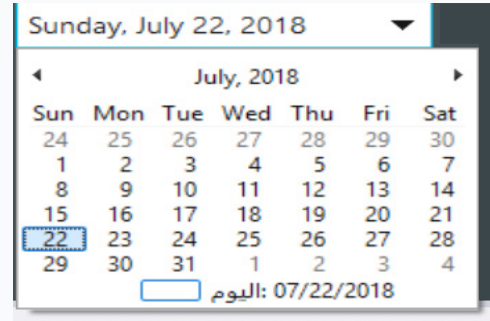 Sunday, July 22, 2018
July, 2018
Sun Mon Tue Wed Thu Fri Sat
24 25 26 27 28 29 30
1 2 3 4 5 6 7
8 9 10 11 12 13 14
15 16 17 18 19 20 21
22 23 24 25 26 27 28
29 30 31 1 2 3 4
اليوم: 07/22/2018